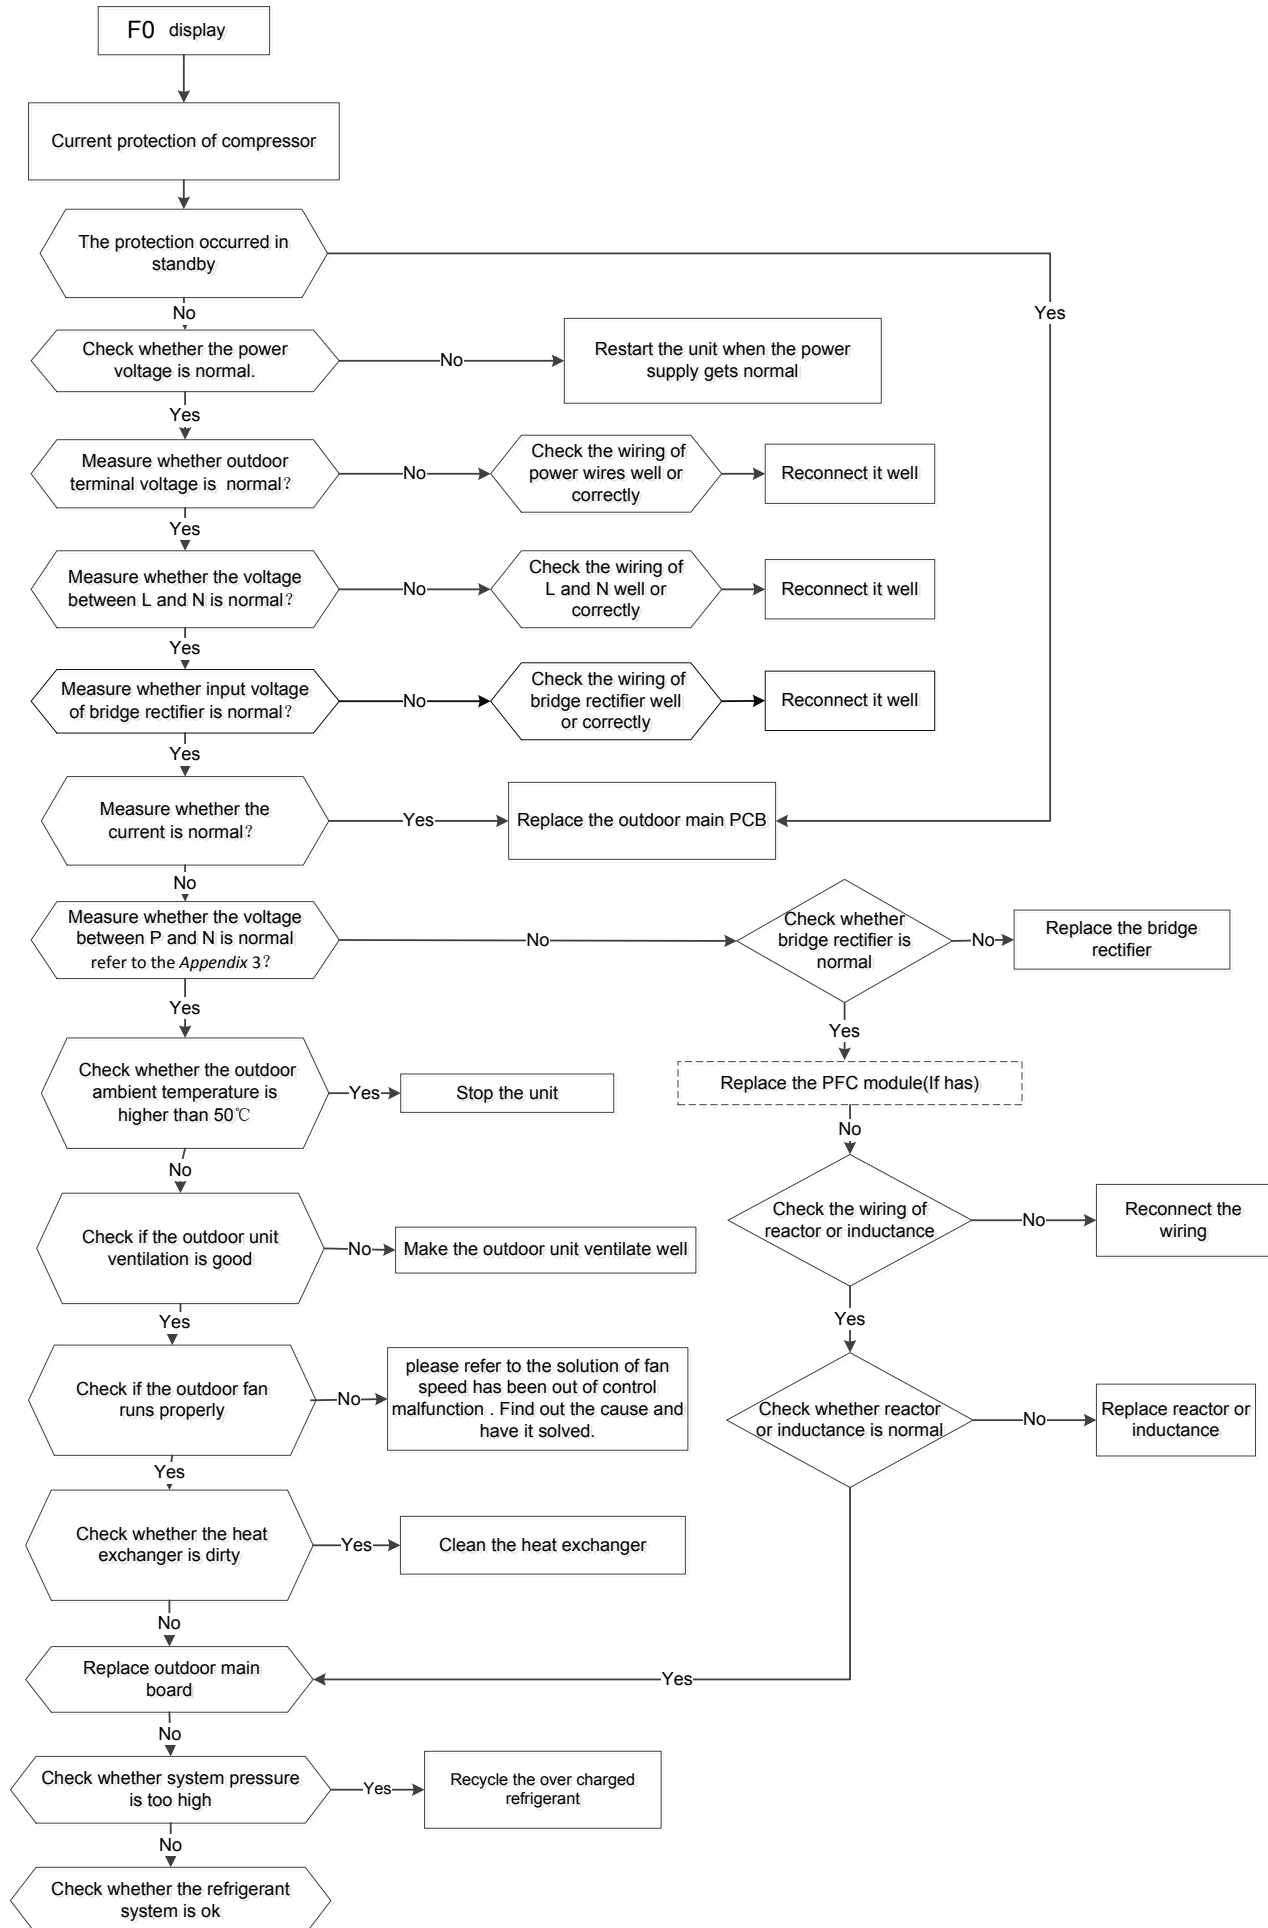 F0 display
Current protection of compressor
The protection occurred in
standby
No
Yes
Check whether the power
voltage is normal.
No
Restart the unit when the power
supply gets normal
Yes
Measure whether outdoor
terminal voltage is normal?
No
Check the wiring of
power wires well or
correctly
Reconnect it well
Yes
Measure whether the voltage
between L and N is normal?
No
Check the wiring of
L and N well or
correctly
Reconnect it well
Yes
Measure whether input voltage
of bridge rectifier is normal?
No
Check the wiring of
bridge rectifier well
or correctly
Reconnect it well
Yes
Measure whether the
current is normal?
Yes
Replace the outdoor main PCB
No
Measure whether the voltage
between P and N is normal
refer to the Appendix 3?
No
Check whether
bridge rectifier is
normal
No
Replace the bridge
rectifier
Yes
Yes
Check whether the outdoor
ambient temperature is
higher than 50℃
Yes
Stop the unit
Replace the PFC module(If has)
No
No
Check if the outdoor unit
ventilation is good
No
Make the outdoor unit ventilate well
Check the wiring of
reactor or inductance
No
Reconnect the
wiring
Yes
Yes
Check if the outdoor fan
runs properly
No
please refer to the solution of fan
speed has been out of control
malfunction . Find out the cause and
have it solved.
Check whether reactor
or inductance is normal
No
Replace reactor or
inductance
Yes
Check whether the heat
exchanger is dirty
Yes
Clean the heat exchanger
No
Replace outdoor main
board
Yes
No
Check whether system pressure
is too high
Yes
Recycle the over charged
refrigerant
No
Check whether the refrigerant
system is ok